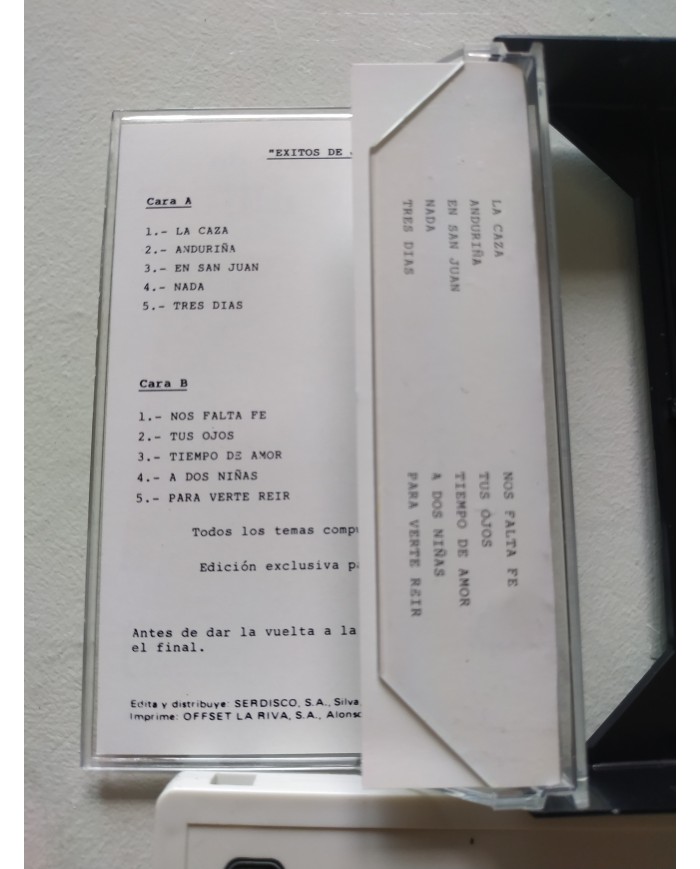 "EXITOS DE
Cara A
1.- LA CAZA
2.- ANDURIÑA
3.- EN SAN JUAN
4.- NADA
5.- TRES DIAS
Cara B
1.- NOS FALTA FE
2.- TUS OJOS
3.- TIEMPO DE AMOR
4.- A DOS NIÑAS
5.- PARA VERTE REIR
Todos los temas
Edición exclusiva
Antes de dar la vuelta a la
el final.
Edita y distribuye: SERDISCO, S.A., Silva,
Imprime: OFFSET LA RIVA, S.A.,
LA CAZA
ANDURIÑA
EN SAN JUAN
NADA
TRES DIAS
NOS FALTA FE
TUS OJOS
TIEMPO DE AMOR
A DOS NIÑAS
PARA VERTE REIR